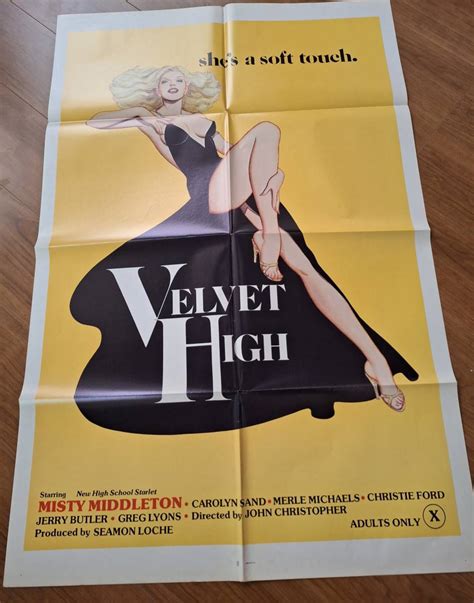 she's a soft touch.
VELVET
HIGH
Starring New High School Starlet
MISTY MIDDLETON • CAROLYN SAND • MERLE MICHAELS • CHRISTIE FORD
JERRY BUTLER • GREG LYONS • Directed by JOHN CHRISTOPHER
Produced by SEAMON LOCHE
ADULTS ONLY X